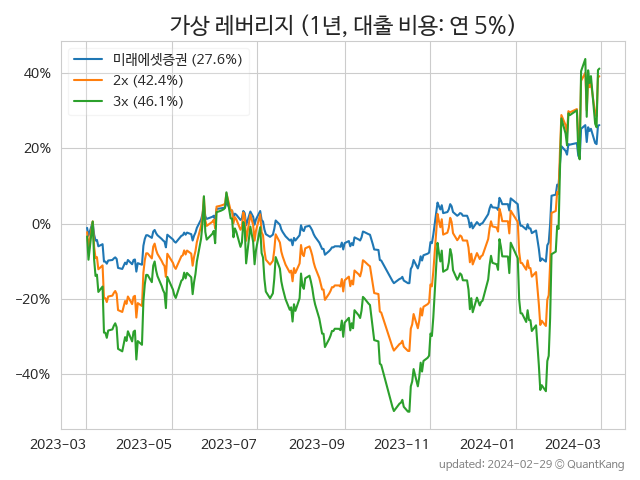 가상 레버리지 (1년, 대출 비용: 연 5%)
미래에셋증권 (27.6%)
2x (42.4%)
3x (46.1%)
40%
20%
0%
−20%
−40%
2023-03 2023-05 2023-07 2023-09 2023-11 2024-01 2024-03
updated: 2024-02-29 © QuantKang